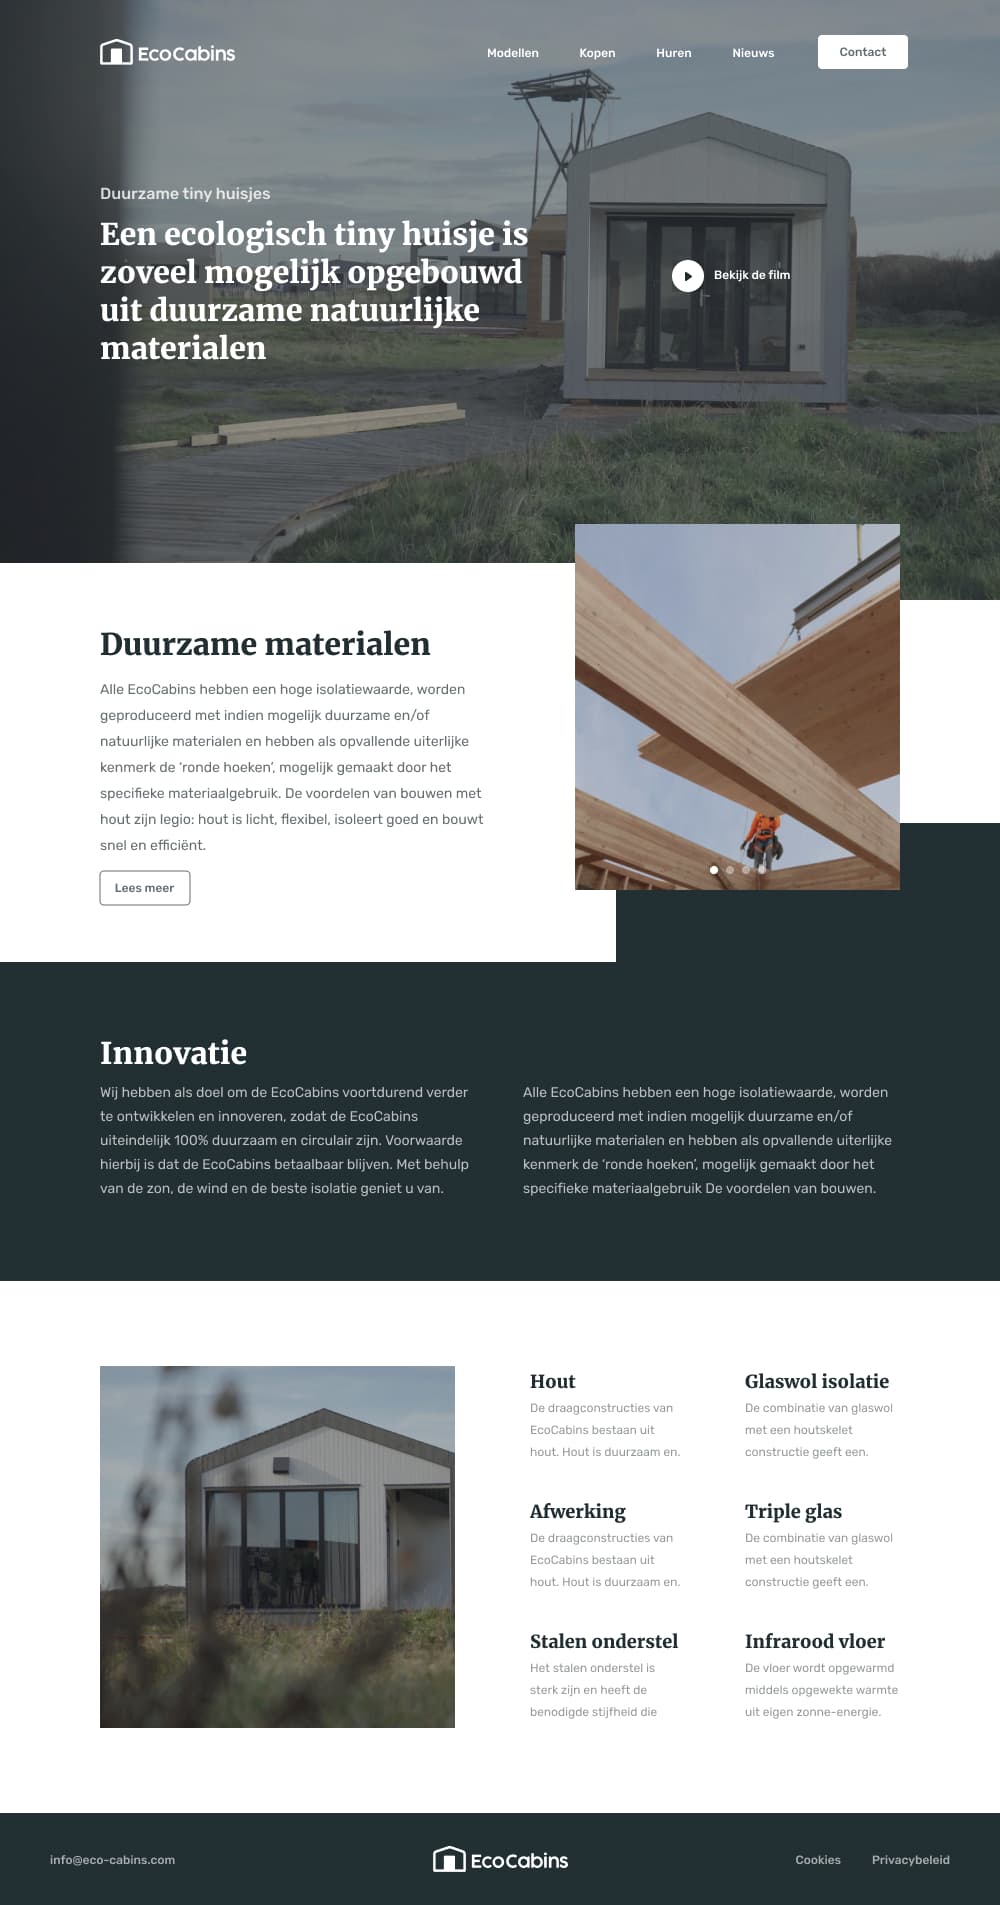 EcoCabins
Modellen
Kopen
Huren
Nieuws
Contact
Duurzame tiny huisjes
Een ecologisch tiny huisje is
zoveel mogelijk opgebouwd
uit duurzame natuurlijke
materialen
Bekijk de film
Duurzame materialen
Alle EcoCabins hebben een hoge isolatiewaarde, worden
geproduceerd met indien mogelijk duurzame en/of
natuurlijke materialen en hebben als opvallende uiterlijke
kenmerk de ‘ronde hoeken’, mogelijk gemaakt door het
specifieke materiaalgebruik. De voordelen van bouwen met
hout zijn legio: hout is licht, flexibel, isoleert goed en bouwt
snel en efficiënt.
Lees meer
Innovatie
Wij hebben als doel om de EcoCabins voortdurend verder
te ontwikkelen en innoveren, zodat de EcoCabins
uiteindelijk 100% duurzaam en circulair zijn. Voorwaarde
hierbij is dat de EcoCabins betaalbaar blijven. Met behulp
van de zon, de wind en de beste isolatie geniet u van.
Alle EcoCabins hebben een hoge isolatiewaarde, worden
geproduceerd met indien mogelijk duurzame en/of
natuurlijke materialen en hebben als opvallende uiterlijke
kenmerk de ‘ronde hoeken’, mogelijk gemaakt door het
specifieke materiaalgebruik De voordelen van bouwen.
Hout
De draagconstructies van
EcoCabins bestaan uit
hout. Hout is duurzaam en.
Glaswol isolatie
De combinatie van glaswol
met een houtskelet
constructie geeft een.
Afwerking
De draagconstructies van
EcoCabins bestaan uit
hout. Hout is duurzaam en.
Triple glas
De combinatie van glaswol
met een houtskelet
constructie geeft een.
Stalen onderstel
Het stalen onderstel is
sterk zijn en heeft de
benodigde stijfheid die
Infrarood vloer
De vloer wordt opgewarmd
middels opgewekte warmte
uit eigen zonne-energie.
info@eco-cabins.com
EcoCabins
Cookies
Privacybeleid